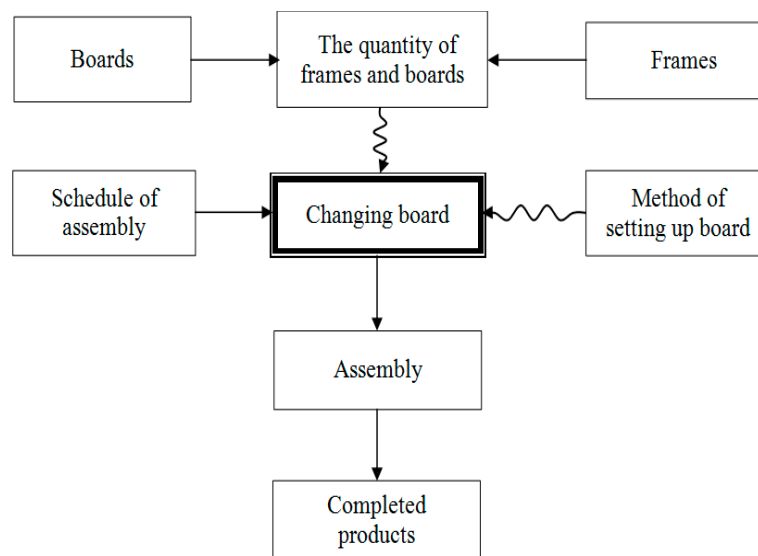 Boards
The quantity of
frames and boards
Frames
Schedule of
assembly
Changing board
Method of
setting up board
Assembly
Completed
products